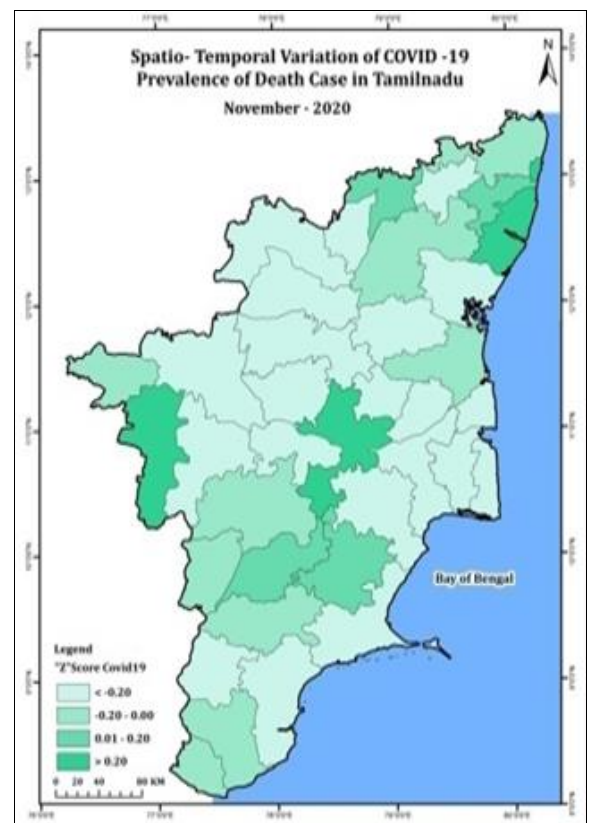 Spatio- Temporal Variation of COVID -19
Prevalence of Death Case in Tamilnadu
November - 2020
N
Bay of Bengal
Legend
"Z"Score Covid19
< -0.20
-0.20 - 0.00
0.01 - 0.20
> 0.20
0 20 40 80 KM